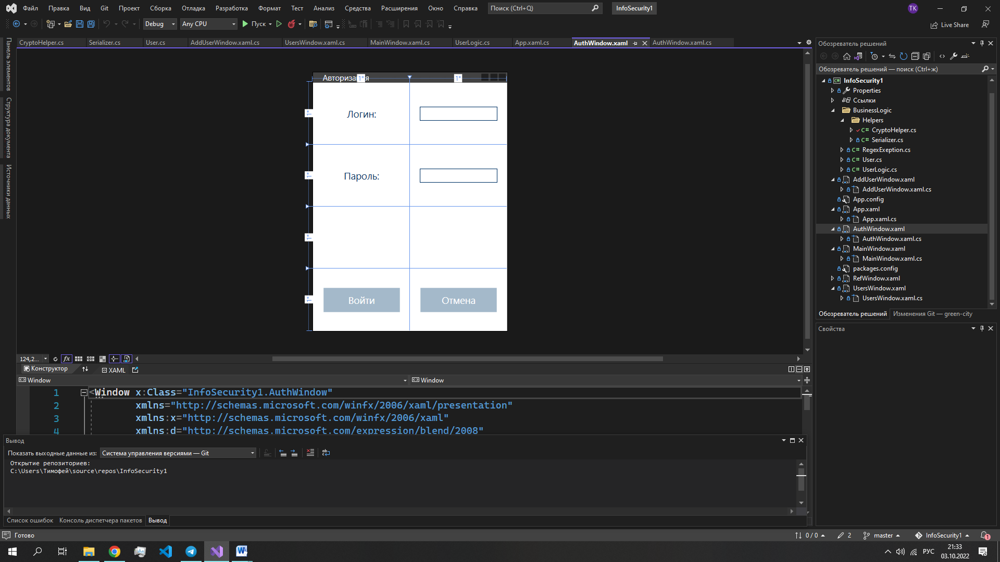 Файл Правка Вид Git Проект Сборка Отладка Разработка Формат Тест Анализ Средства Расширения Окно Справка Поиск (Ctrl+Q) InfoSecurity1 TK
Debug Any CPU Пуск Live Share
CryptoHelper.cs Serializer.cs User.cs AddUserWindow.xaml.cs UsersWindow.xaml.cs MainWindow.xaml.cs UserLogic.cs App.xaml.cs AuthWindow.xaml AuthWindow.xaml.cs
Панель элементов
Структура документа
Источники данных
1* 1*
Логин:
1*
Пароль:
1*
1*
Войти Отмена
1*
124,2...
Конструктор XAML
Window Window
1 <Window x:Class="InfoSecurity1.AuthWindow"
2 xmlns="http://schemas.microsoft.com/winfx/2006/xaml/presentation"
3 xmlns:x="http://schemas.microsoft.com/winfx/2006/xaml"
4 xmlns:d="http://schemas.microsoft.com/expression/blend/2008"
Вывод
Показать выходные данные из: Система управления версиями — Git
Открытие репозиториев:
C:\Users\Тимофей\source\repos\InfoSecurity1
Список ошибок Консоль диспетчера пакетов Вывод
Обозреватель решений
Обозреватель решений — поиск (Ctrl+ж)
InfoSecurity1
Properties
Ссылки
BusinessLogic
Helpers
C# CryptoHelper.cs
C# Serializer.cs
C# RegexExeption.cs
C# User.cs
C# UserLogic.cs
AddUserWindow.xaml
AddUserWindow.xaml.cs
App.config
App.xaml
App.xaml.cs
AuthWindow.xaml
AuthWindow.xaml.cs
MainWindow.xaml
MainWindow.xaml.cs
packages.config
RefWindow.xaml
UsersWindow.xaml
UsersWindow.xaml.cs
Обозреватель решений Изменения Git — green-city
Свойства
Готово 0 / 0 2 master InfoSecurity1 1
РУС 21:33
03.10.2022